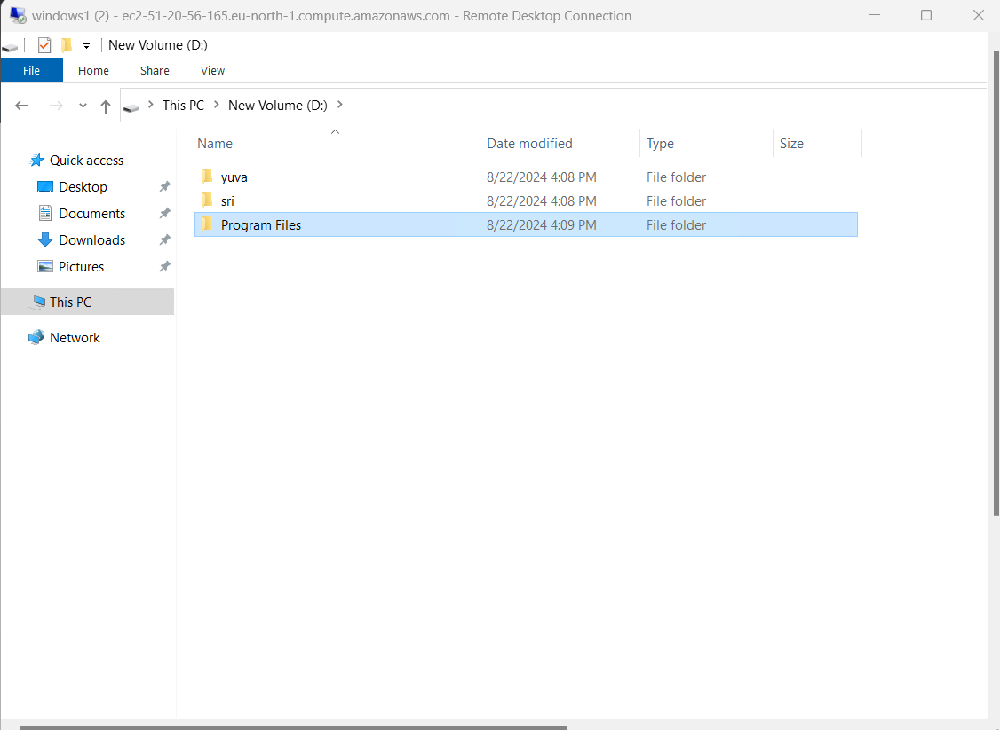 windows1 (2) - ec2-51-20-56-165.eu-north-1.compute.amazonaws.com - Remote Desktop Connection
New Volume (D:)
File Home Share View
This PC New Volume (D:)
Name Date modified Type Size
Quick access
Desktop
Documents
Downloads
Pictures
This PC
Network
yuva 8/22/2024 4:08 PM File folder
sri 8/22/2024 4:08 PM File folder
Program Files 8/22/2024 4:09 PM File folder